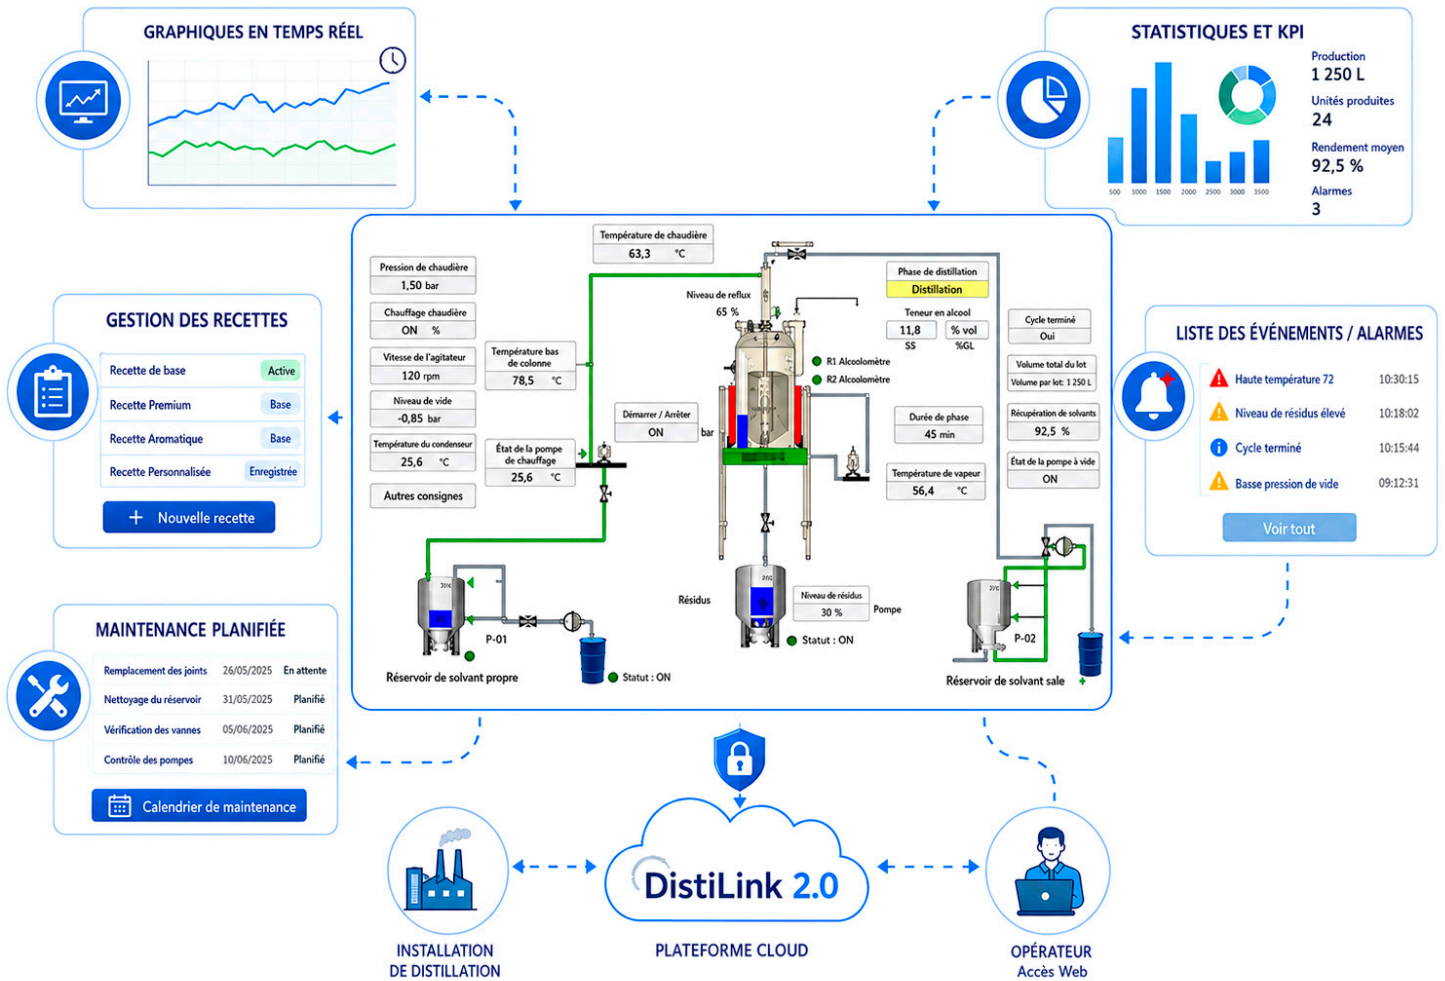 GRAPHIQUES EN TEMPS RÉEL
STATISTIQUES ET KPI
Production
1 250 L
Unités produites
24
Rendement moyen
92,5 %
Alarmes
3
500 1000 1500 2000 2500 3000 3500
GESTION DES RECETTES
Recette de base Active
Recette Premium Base
Recette Aromatique Base
Recette Personnalisée Enregistrée
+ Nouvelle recette
MAINTENANCE PLANIFIÉE
Remplacement des joints 26/05/2025 En attente
Nettoyage du réservoir 31/05/2025 Planifié
Vérification des vannes 05/06/2025 Planifié
Contrôle des pompes 10/06/2025 Planifié
Calendrier de maintenance
Température de chaudière
63,3 °C
Pression de chaudière
1,50 bar
Chauffage chaudière
ON %
Vitesse de l'agitateur
120 rpm
Niveau de vide
-0,85 bar
Température du condenseur
25,6 °C
Autres consignes
Température bas
de colonne
78,5 °C
État de la pompe
de chauffage
25,6 °C
Démarrer / Arrêter
ON
bar
Niveau de reflux
65 %
R1 Alcoolomètre
R2 Alcoolomètre
Phase de distillation
Distillation
Teneur en alcool
11,8 % vol
SS %GL
Durée de phase
45 min
Température de vapeur
56,4 °C
Cycle terminé
Oui
Volume total du lot
Volume par lot: 1 250 L
Récupération de solvants
92,5 %
État de la pompe à vide
ON
P-01
Réservoir de solvant propre
Statut : ON
Résidus
Niveau de résidus
30 %
Pompe
Statut : ON
P-02
Réservoir de solvant sale
LISTE DES ÉVÉNEMENTS / ALARMES
Haute température 72 10:30:15
Niveau de résidus élevé 10:18:02
Cycle terminé 10:15:44
Basse pression de vide 09:12:31
Voir tout
DistiLink 2.0
INSTALLATION
DE DISTILLATION
PLATEFORME CLOUD
OPÉRATEUR
Accès Web